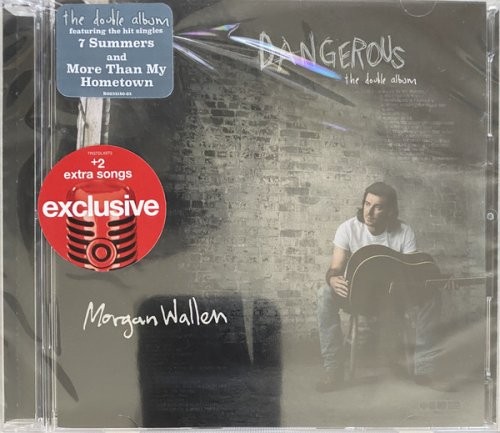 the double album
featuring the hit singles
7 Summers
and
More Than My
Hometown
DANGEROUS
the double album
+2
extra songs
exclusive
Morgan Wallen